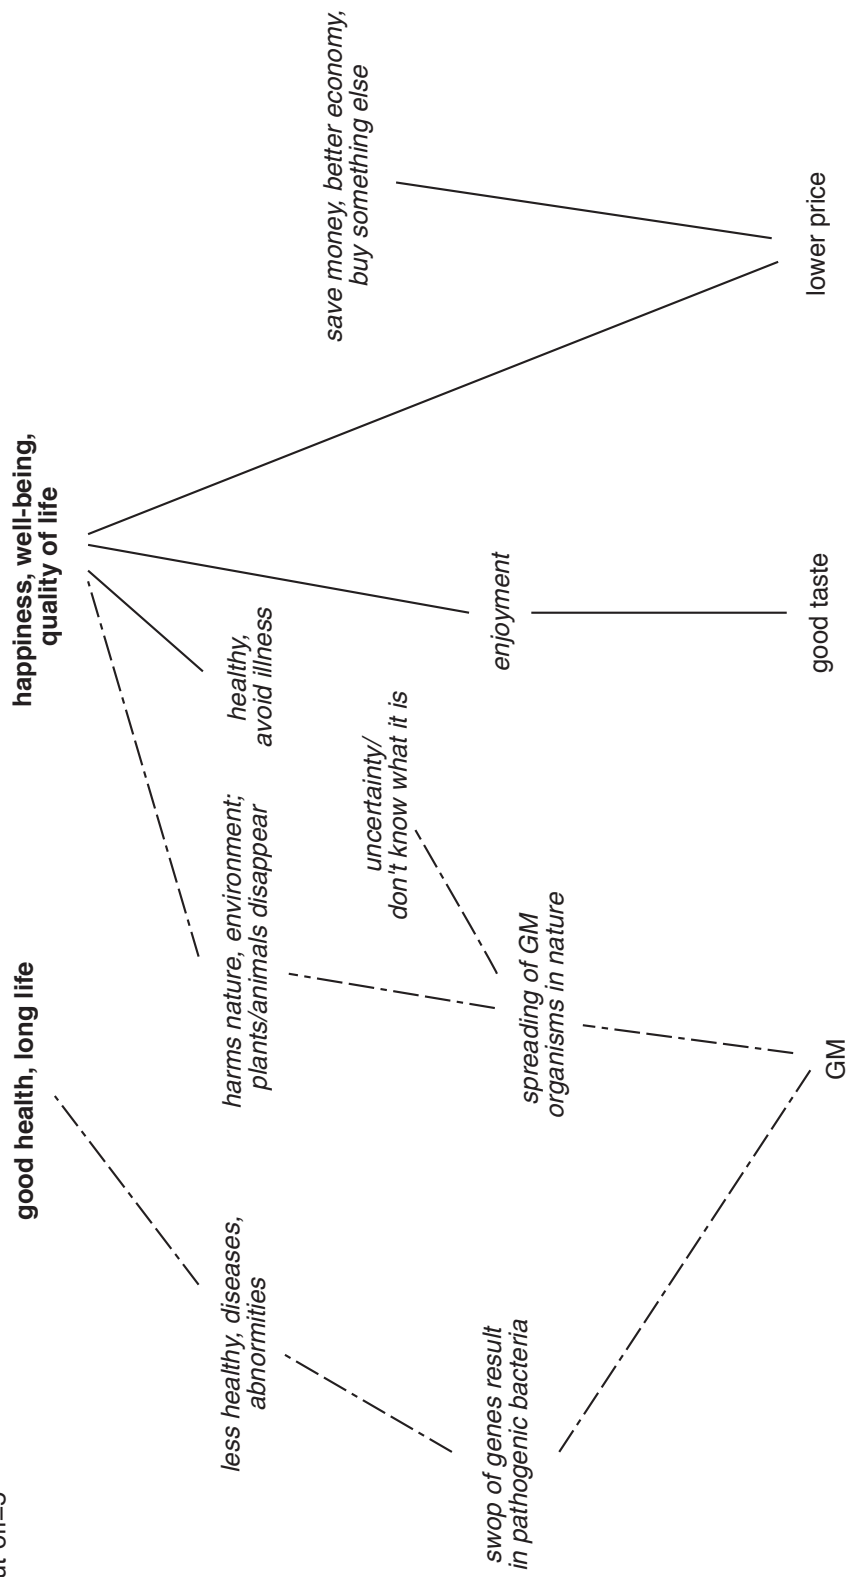 good health, long life
happiness, well-being,
quality of life
less healthy, diseases,
abnormities
harms nature, environment;
plants/animals disappear
healthy,
avoid illness
save money, better economy,
buy something else
uncertainty/
don't know what it is
swop of genes result
in pathogenic bacteria
spreading of GM
organisms in nature
enjoyment
GM
good taste
lower price